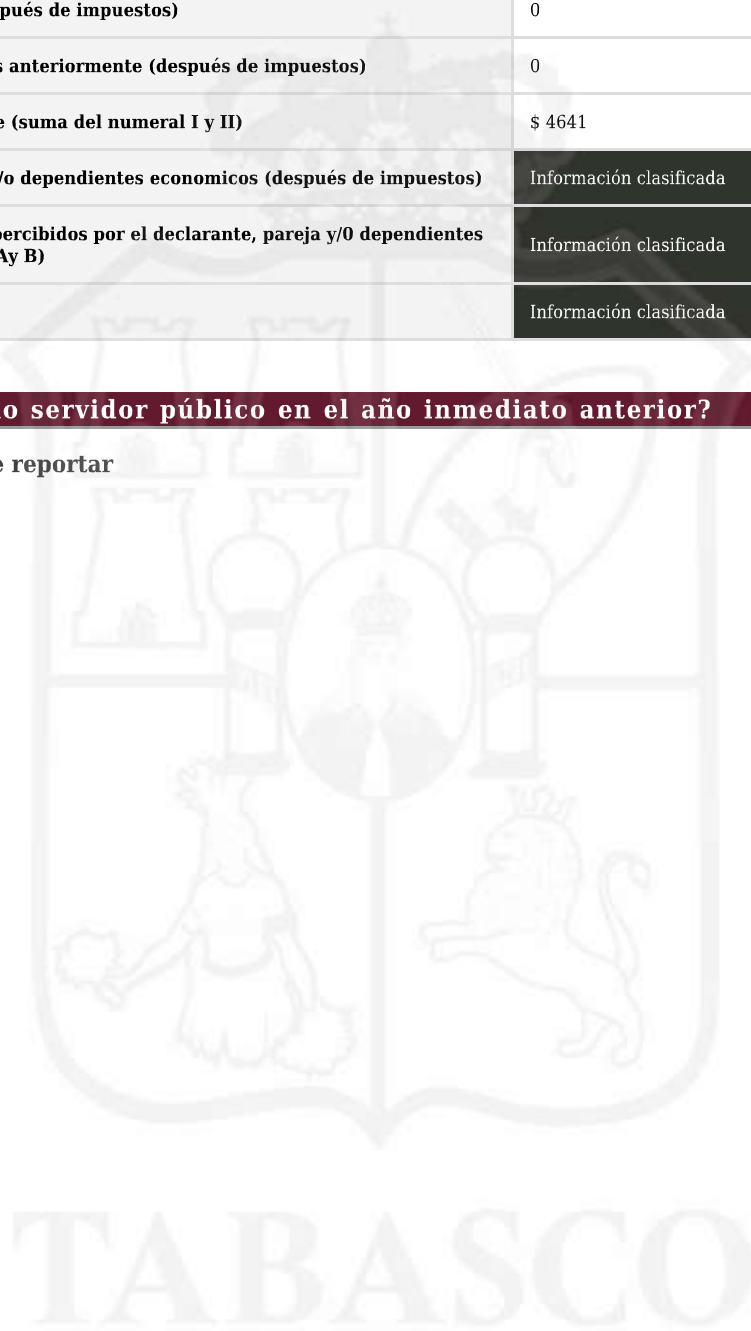 pués de impuestos)
0
s anteriormente (después de impuestos)
0
e (suma del numeral I y II)
$ 4641
/o dependientes economicos (después de impuestos)
Información clasificada
percibidos por el declarante, pareja y/0 dependientes
Ay B)
Información clasificada
Información clasificada
o servidor público en el año inmediato anterior?
e reportar
TABASCO